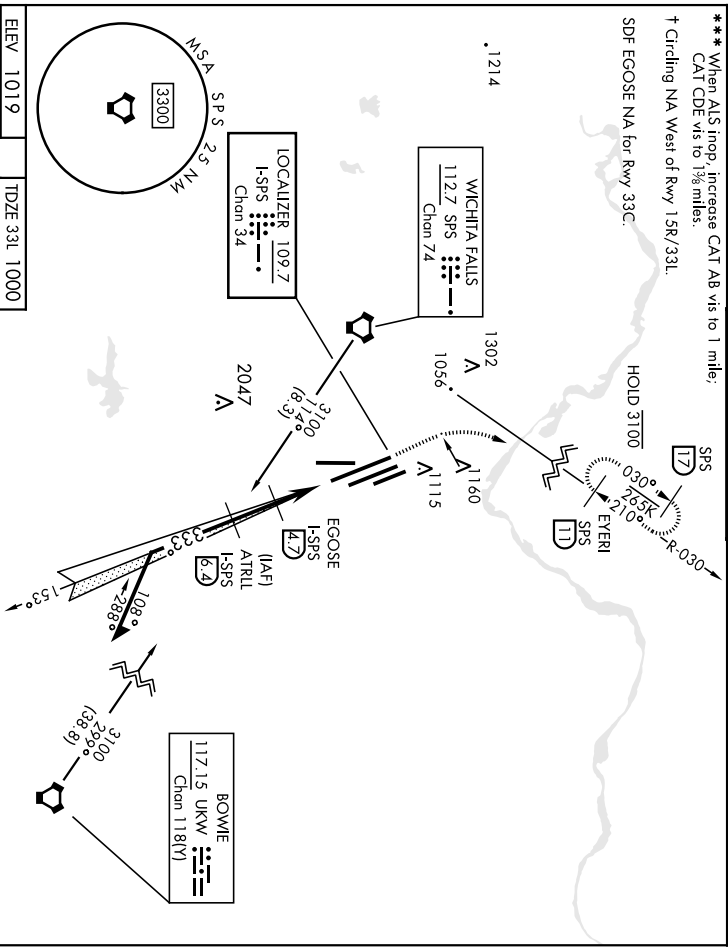 *** When ALS inop, increase CAT AB vis to 1 mile;
CAT CDE vis to 1⅜ miles.
† Circling NA West of Rwy 15R/33L.
SDF EGOSE NA for Rwy 33C.
1214
HOLD 3100
SPS
17
030°
265K
210°
R-030
EYERI
SPS
11
1302
1056
WICHITA FALLS
112.7 SPS
Chan 74
1160
1115
LOCALIZER 109.7
I-SPS
Chan 34
3100
114°
(8.3)
2047
EGOSE
I-SPS
4.7
(IAF)
ATRLL
I-SPS
6.4
333°
153°
108°
288°
3100
299°
(38.8)
BOWIE
117.15 UKW
Chan 118(Y)
MSA SPS 25 NM
3300
ELEV 1019
TDZE 33L 1000